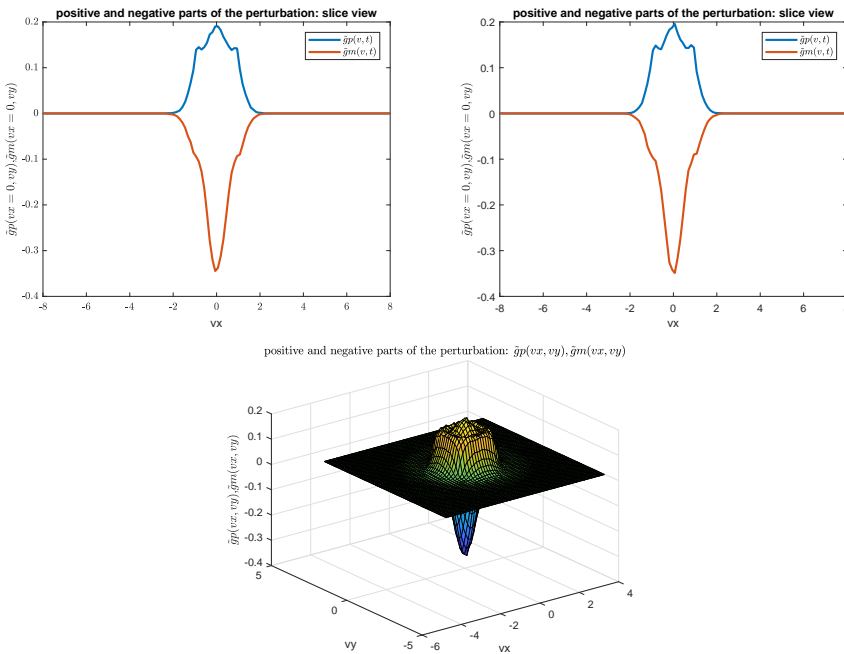 positive and negative parts of the perturbation: slice view
g̃p(v, t)
g̃m(v, t)
g̃p(vx = 0, vy), g̃m(vx = 0, vy)
0.2
0.1
0
-0.1
-0.2
-0.3
-0.4
-8 -6 -4 -2 0 2 4 6 8
vx
positive and negative parts of the perturbation: slice view
g̃p(v, t)
g̃m(v, t)
g̃p(vx = 0, vy), g̃m(vx = 0, vy)
0.2
0.1
0
-0.1
-0.2
-0.3
-0.4
-8 -6 -4 -2 0 2 4 6 8
vx
positive and negative parts of the perturbation: g̃p(vx, vy), g̃m(vx, vy)
g̃p(vx, vy), g̃m(vx, vy)
0.2
0.1
0
-0.1
-0.2
-0.3
-0.4
5
0
-5
vy
-6 -4 -2 0 2 4
vx